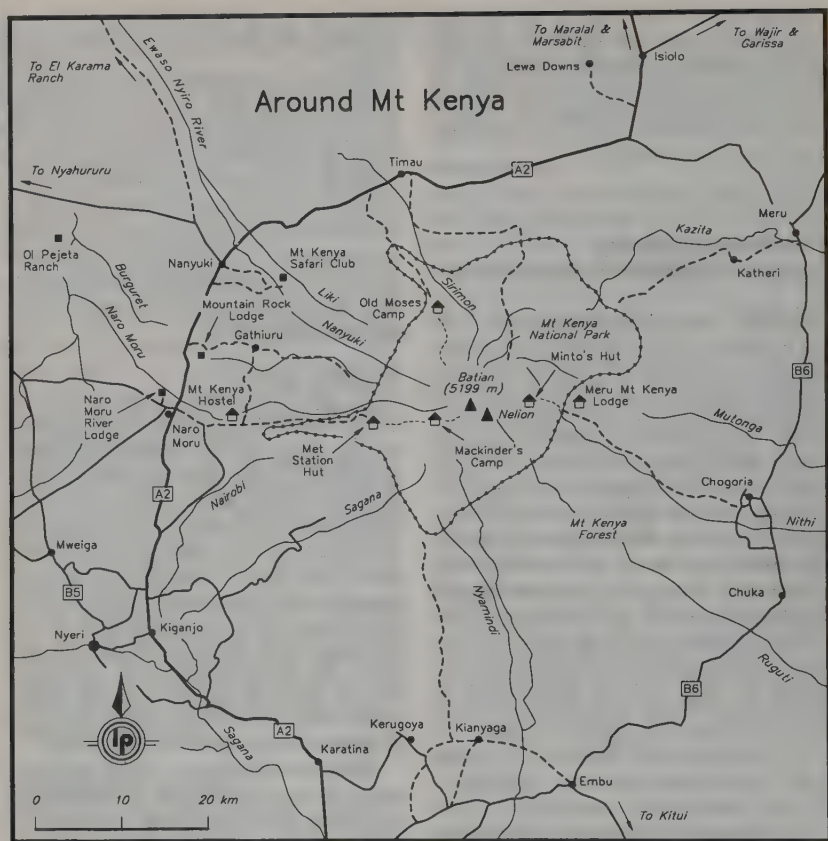 To Maralal &
Marsabit
To Wajir &
Garissa
Isiolo
Lewa Downs
To El Karama
Ranch
Ewaso Nyiro River
Around Mt Kenya
Timau
A2
To Nyahururu
Meru
Kazita
Katheri
Ol Pejeta
Ranch
Burguret
Nanyuki
Mt Kenya
Safari Club
Liki
Old Moses
Camp
Sirimon
Naro Moru
Mountain Rock
Lodge
Gathiuru
Nanyuki
Mt Kenya
National Park
Minto's Hut
Batian
(5199 m)
Nelion
Meru Mt Kenya
Lodge
B6
Mt Kenya
Hostel
Naro
Moru
River
Lodge
Naro
Moru
Met
Station
Hut
Mackinder's
Camp
Mutonga
A2
Nairobi
Sagana
Chogoria
Nithi
Mt Kenya
Forest
Mweiga
B5
Nyamindi
Chuka
Nyeri
Kiganjo
Ruguti
B6
lp
Sagana
A2
Karatina
Kerugoya
Kianyaga
Embu
To Kitui
0 10 20 km